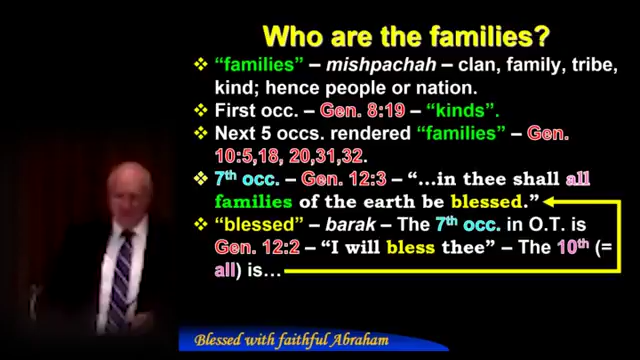 Who are the families?
❖ “families” – mishpachah – clan, family, tribe,
kind; hence people or nation.
❖ First occ. – Gen. 8:19 – “kinds”.
❖ Next 5 occs. rendered “families” – Gen.
10:5,18, 20,31,32.
❖ 7th occ. – Gen. 12:3 – “…in thee shall all
families of the earth be blessed.”
❖ “blessed” – barak – The 7th occ. in O.T. is
Gen. 12:2 – “I will bless thee” – The 10th (=
all) is…
Blessed with faithful Abraham